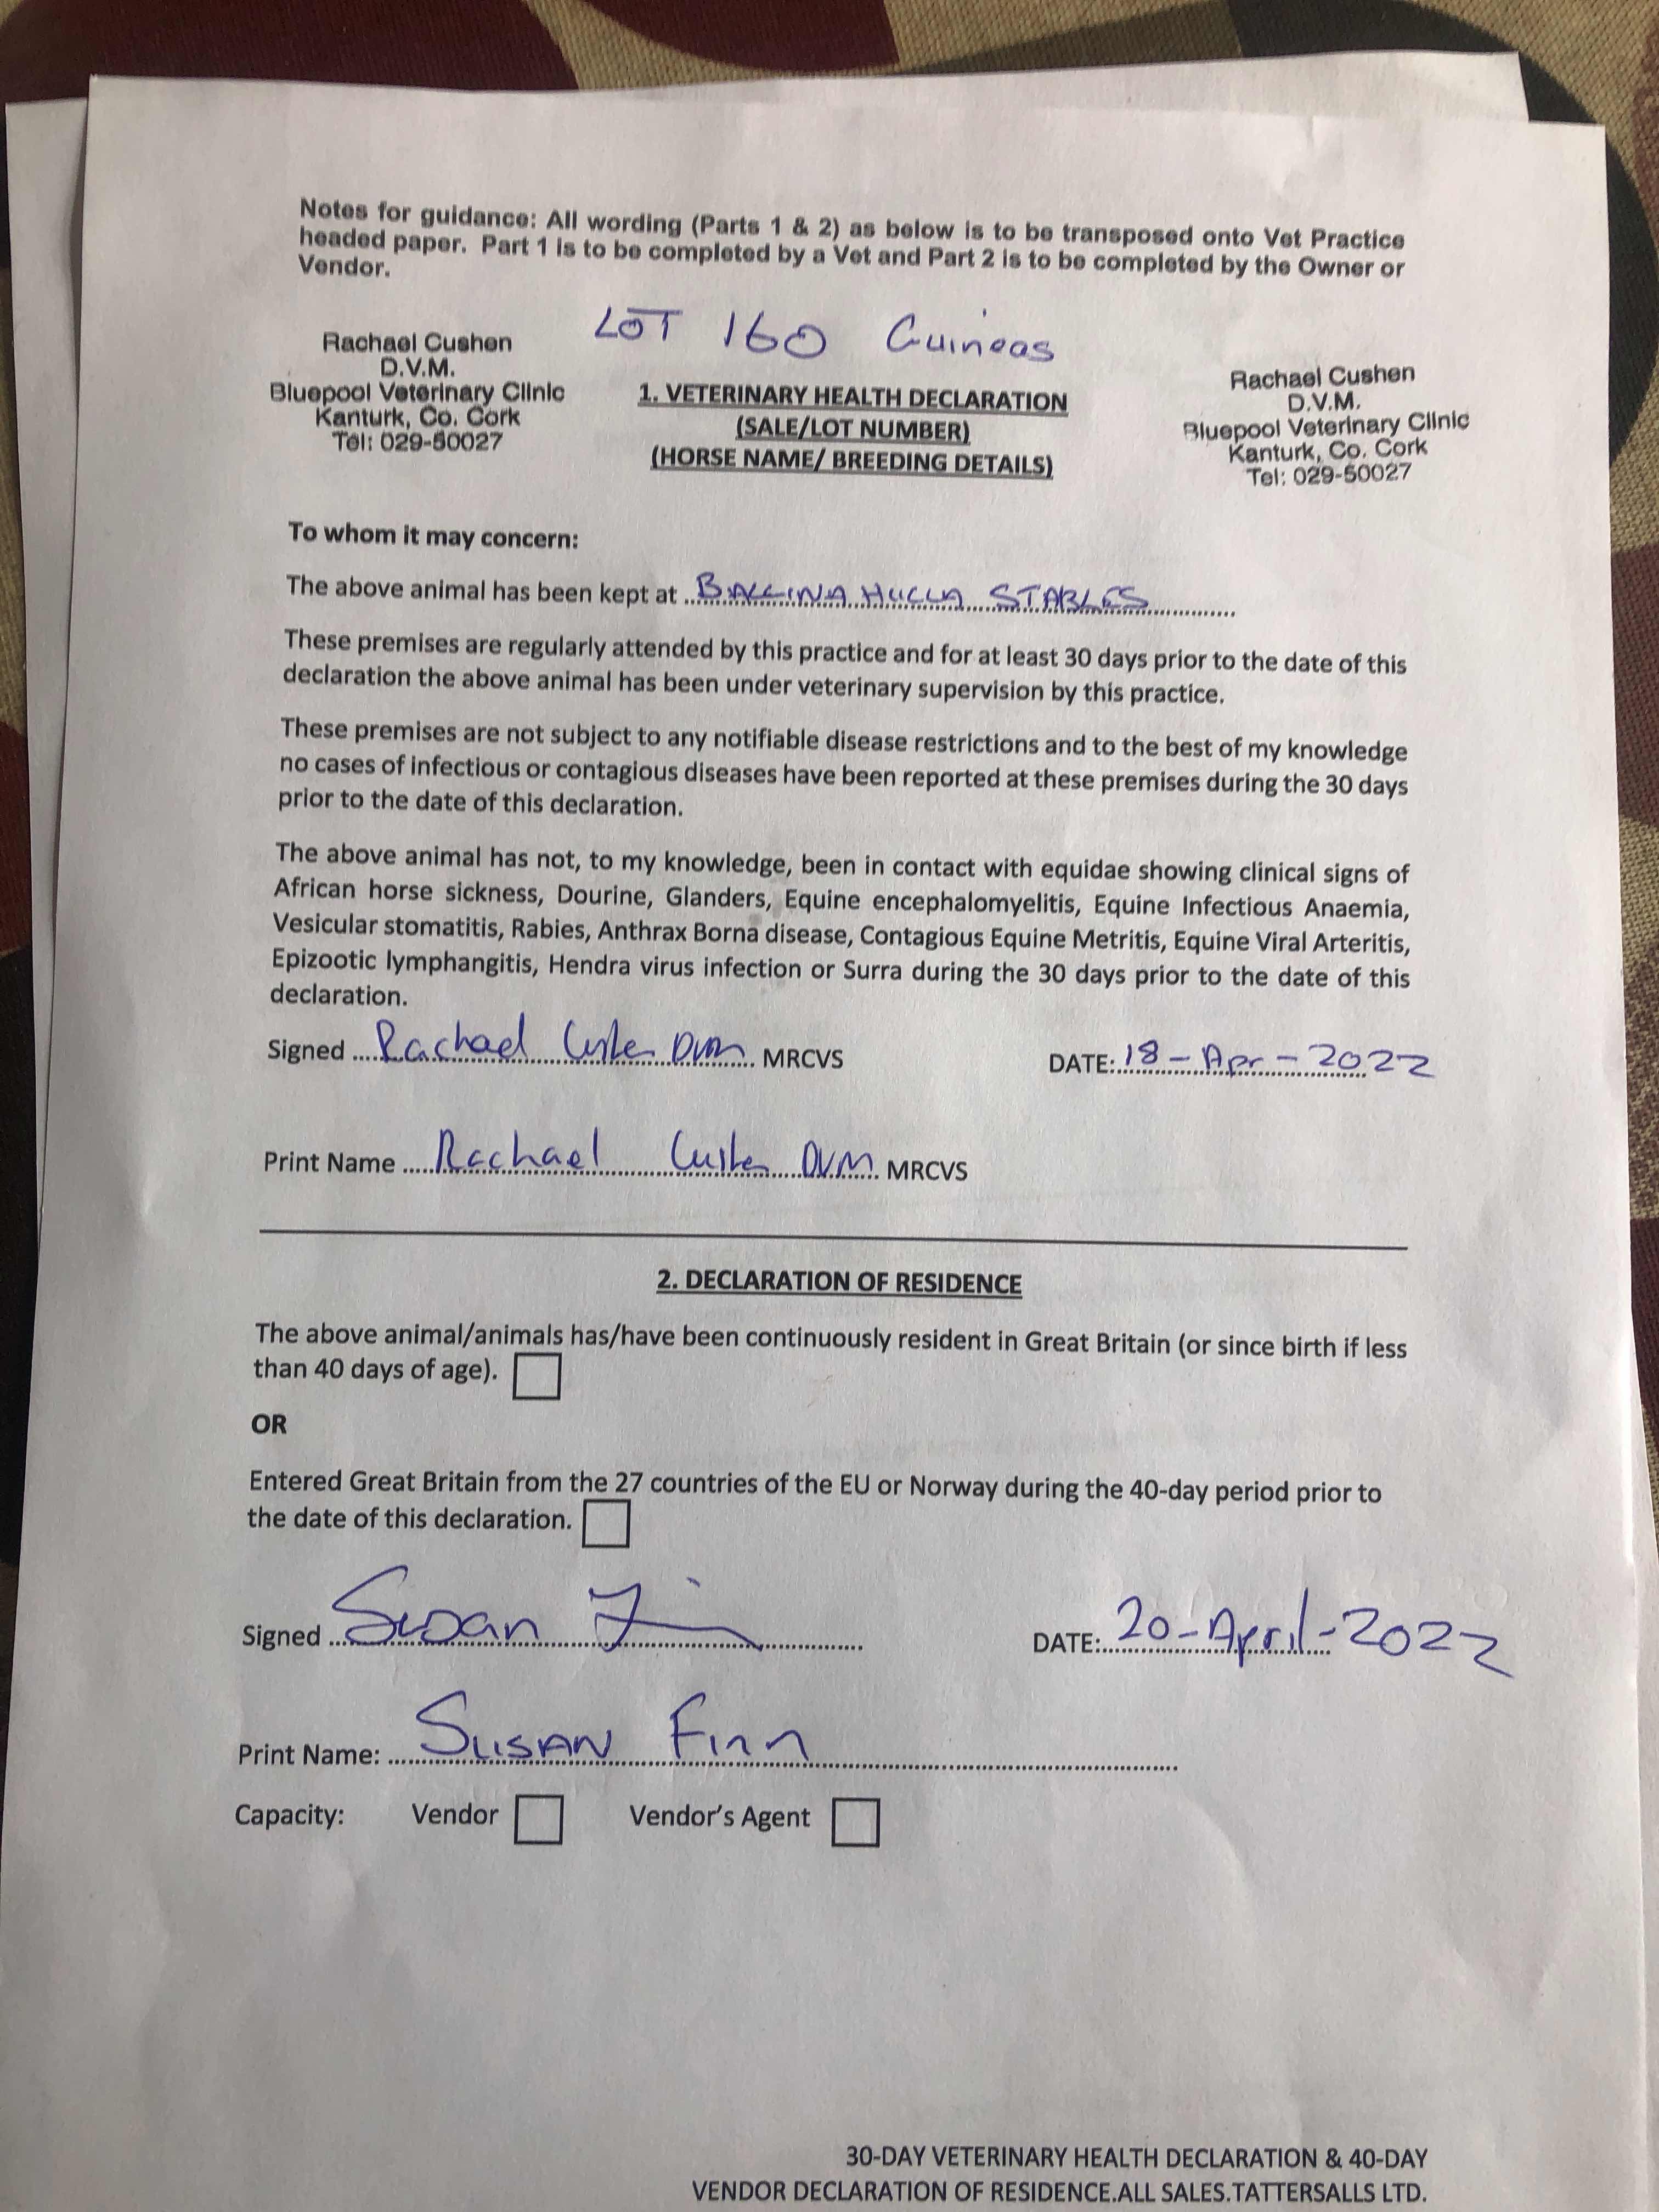 Notes for guidance: All wording (Parts 1 & 2) as below is to be transposed onto Vet Practice
headed paper. Part 1 is to be completed by a Vet and Part 2 is to be completed by the Owner or
Vendor.
LOT 160 Guineas
Rachael Cushen
D.V.M.
Bluepool Veterinary Clinic
Kanturk, Co. Cork
Tel: 029-50027
1. VETERINARY HEALTH DECLARATION
(SALE/LOT NUMBER)
(HORSE NAME/ BREEDING DETAILS)
Rachael Cushen
D.V.M.
Bluepool Veterinary Clinic
Kanturk, Co. Cork
Tel: 029-50027
To whom it may concern:
The above animal has been kept at BALLINA HULLA STABLES
These premises are regularly attended by this practice and for at least 30 days prior to the date of this
declaration the above animal has been under veterinary supervision by this practice.
These premises are not subject to any notifiable disease restrictions and to the best of my knowledge
no cases of infectious or contagious diseases have been reported at these premises during the 30 days
prior to the date of this declaration.
The above animal has not, to my knowledge, been in contact with equidae showing clinical signs of
African horse sickness, Dourine, Glanders, Equine encephalomyelitis, Equine Infectious Anaemia,
Vesicular stomatitis, Rabies, Anthrax Borna disease, Contagious Equine Metritis, Equine Viral Arteritis,
Epizootic lymphangitis, Hendra virus infection or Surra during the 30 days prior to the date of this
declaration.
Signed Rachael Cushen DVM MRCVS DATE: 18-Apr-2022
Print Name Rachael Cushen DVM MRCVS
2. DECLARATION OF RESIDENCE
The above animal/animals has/have been continuously resident in Great Britain (or since birth if less
than 40 days of age).
OR
Entered Great Britain from the 27 countries of the EU or Norway during the 40-day period prior to
the date of this declaration.
Signed Susan Finn DATE: 20-April-2022
Print Name: SUSAN Finn
Capacity: Vendor Vendor's Agent
30-DAY VETERINARY HEALTH DECLARATION & 40-DAY
VENDOR DECLARATION OF RESIDENCE.ALL SALES.TATTERSALLS LTD.